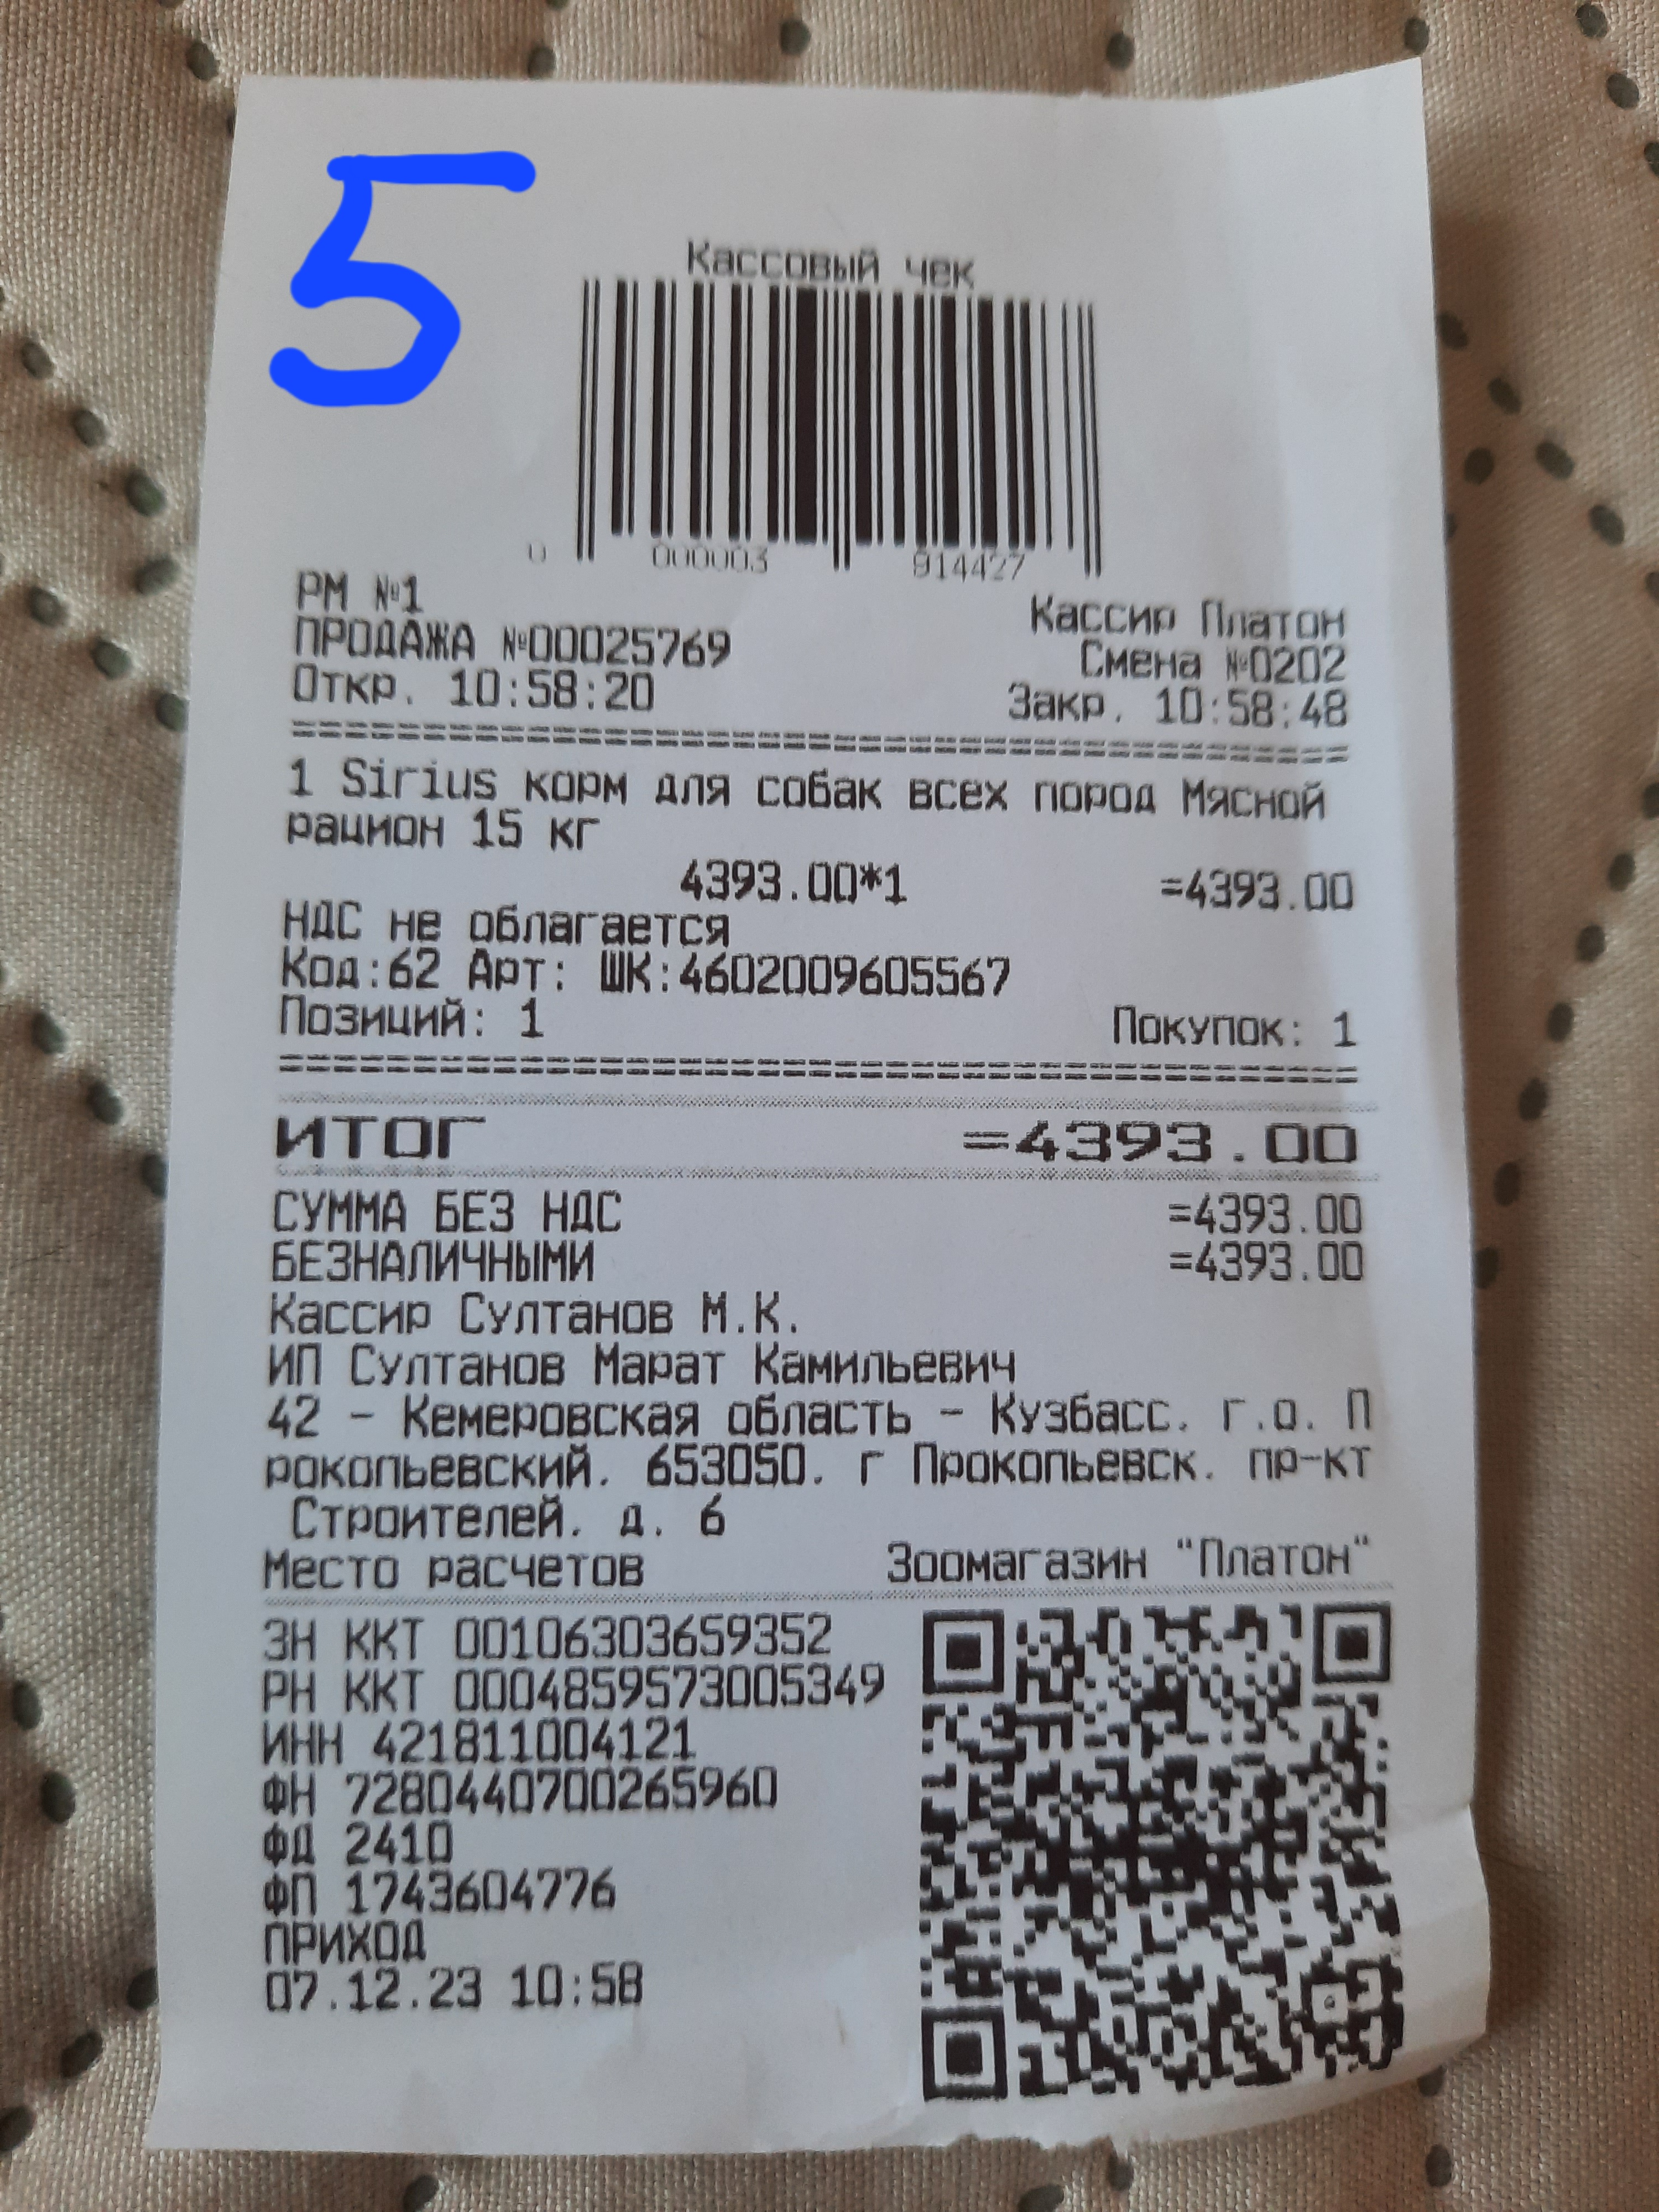 5
Кассовый чек
0 000003 914427
РМ №1
Кассир Платон
ПРОДАЖА №00025769
Смена №0202
Откр. 10:58:20
Закр. 10:58:48
1 Sirius корм для собак всех пород Мясной
рацион 15 кг
4393.00*1 =4393.00
НДС не облагается
Код:62 Арт: ШК:4602009605567
Позиций: 1 Покупок: 1
ИТОГ =4393.00
СУММА БЕЗ НДС =4393.00
БЕЗНАЛИЧНЫМИ =4393.00
Кассир Султанов М.К.
ИП Султанов Марат Камильевич
42 - Кемеровская область - Кузбасс, г.о. П
рокопьевский, 653050, г Прокопьевск, пр-кт
Строителей, д. 6
Место расчетов Зоомагазин "Платон"
ЗН ККТ 00106303659352
РН ККТ 0004859573005349
ИНН 421811004121
ФН 7280440700265960
ФД 2410
ФП 1743604776
ПРИХОД
07.12.23 10:58